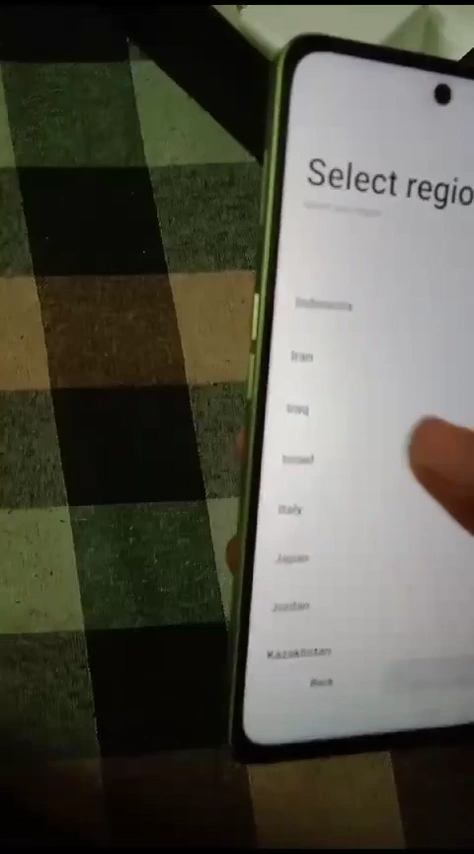 Select regio
Indonesia
Iran
Iraq
Israel
Italy
Japan
Jordan
Kazakhstan
Back